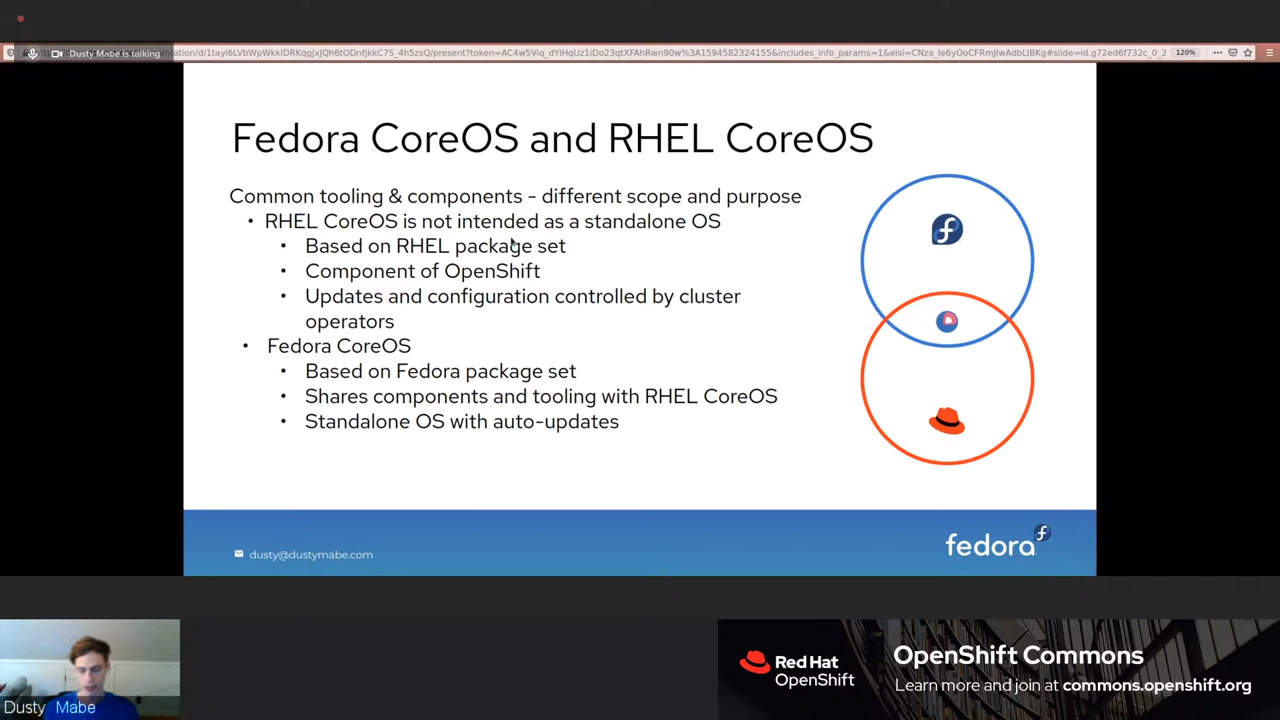 Dusty Mabe is talking
120%
Fedora CoreOS and RHEL CoreOS
Common tooling & components - different scope and purpose
• RHEL CoreOS is not intended as a standalone OS
• Based on RHEL package set
• Component of OpenShift
• Updates and configuration controlled by cluster
operators
• Fedora CoreOS
• Based on Fedora package set
• Shares components and tooling with RHEL CoreOS
• Standalone OS with auto-updates
dusty@dustymabe.com
fedora
Dusty Mabe
Red Hat
OpenShift
OpenShift Commons
Learn more and join at commons.openshift.org